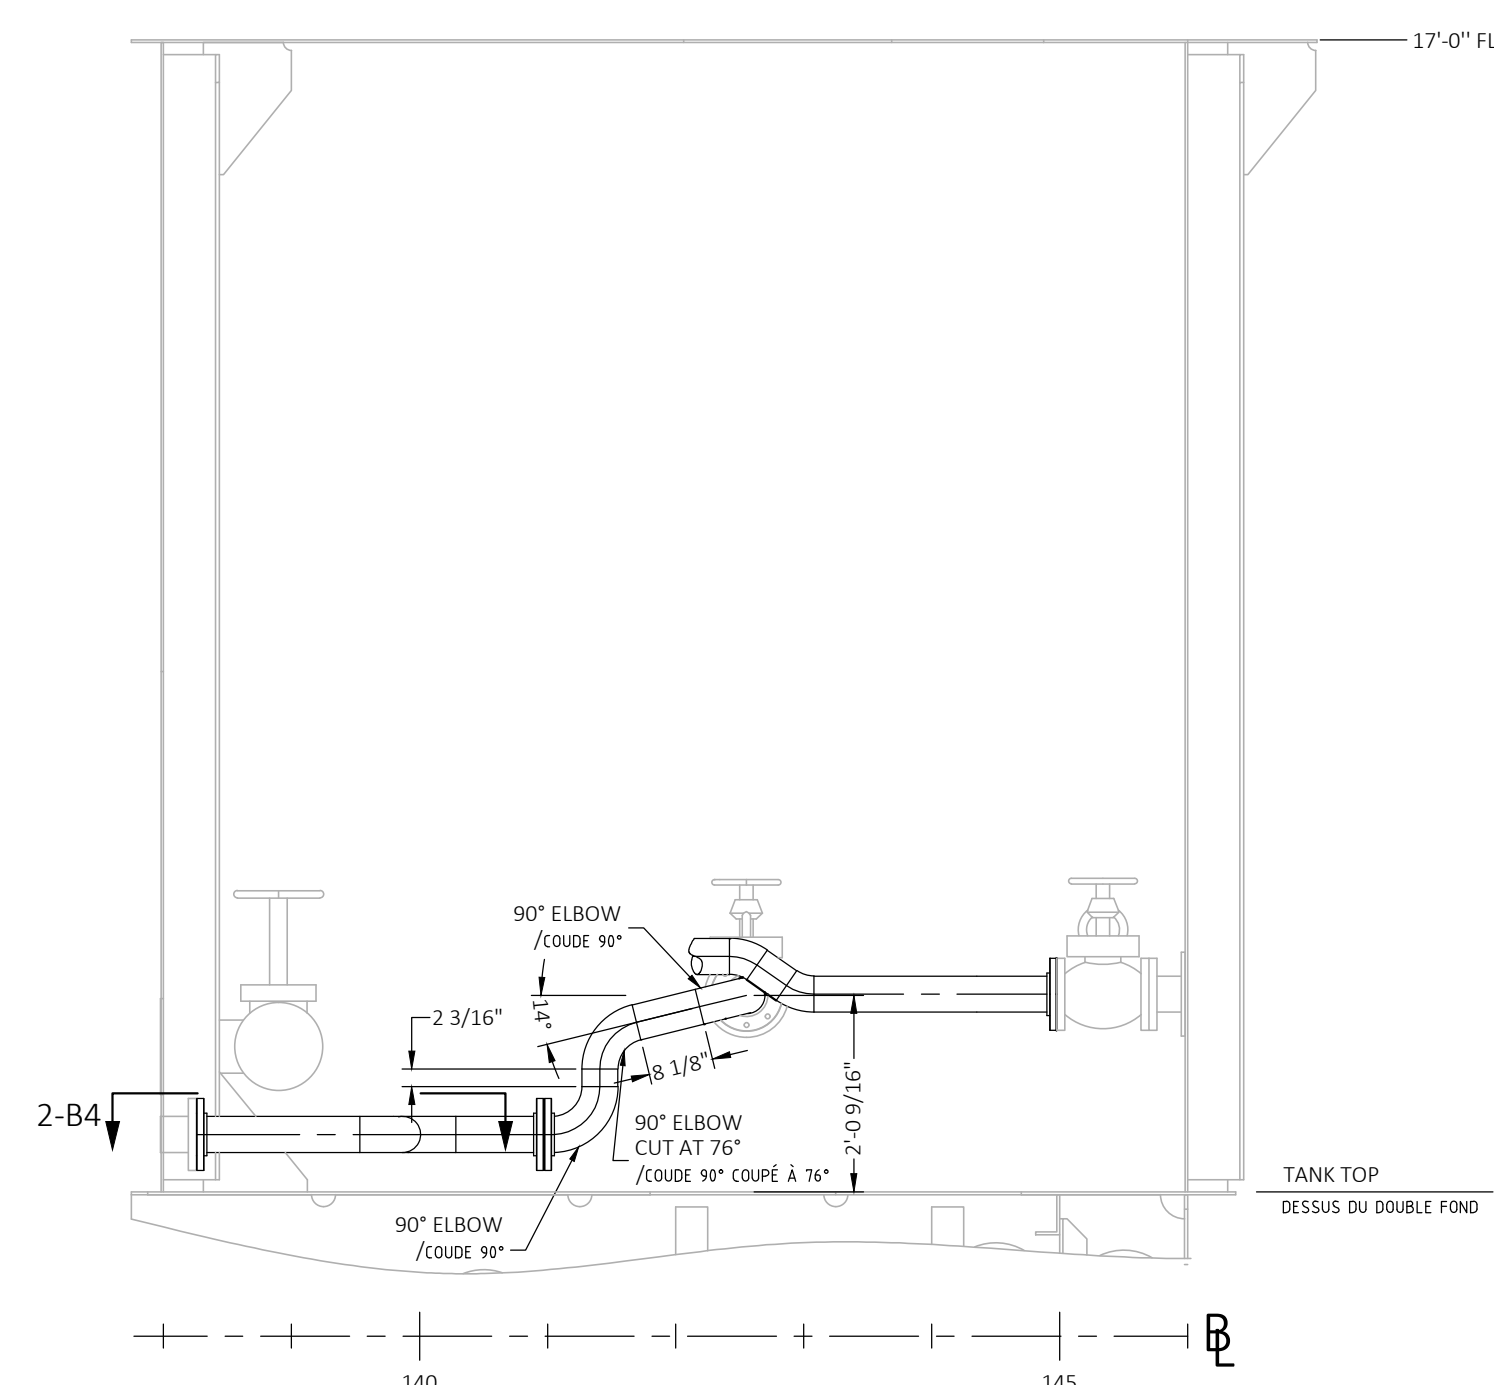 17'-0" FL
90° ELBOW
/COUDE 90°
14°
2 3/16"
8 1/8"
2-B4
90° ELBOW
CUT AT 76°
/COUDE 90° COUPÉ À 76°
2'-0 9/16"
TANK TOP
DESSUS DU DOUBLE FOND
90° ELBOW
/COUDE 90°
BL
140
145